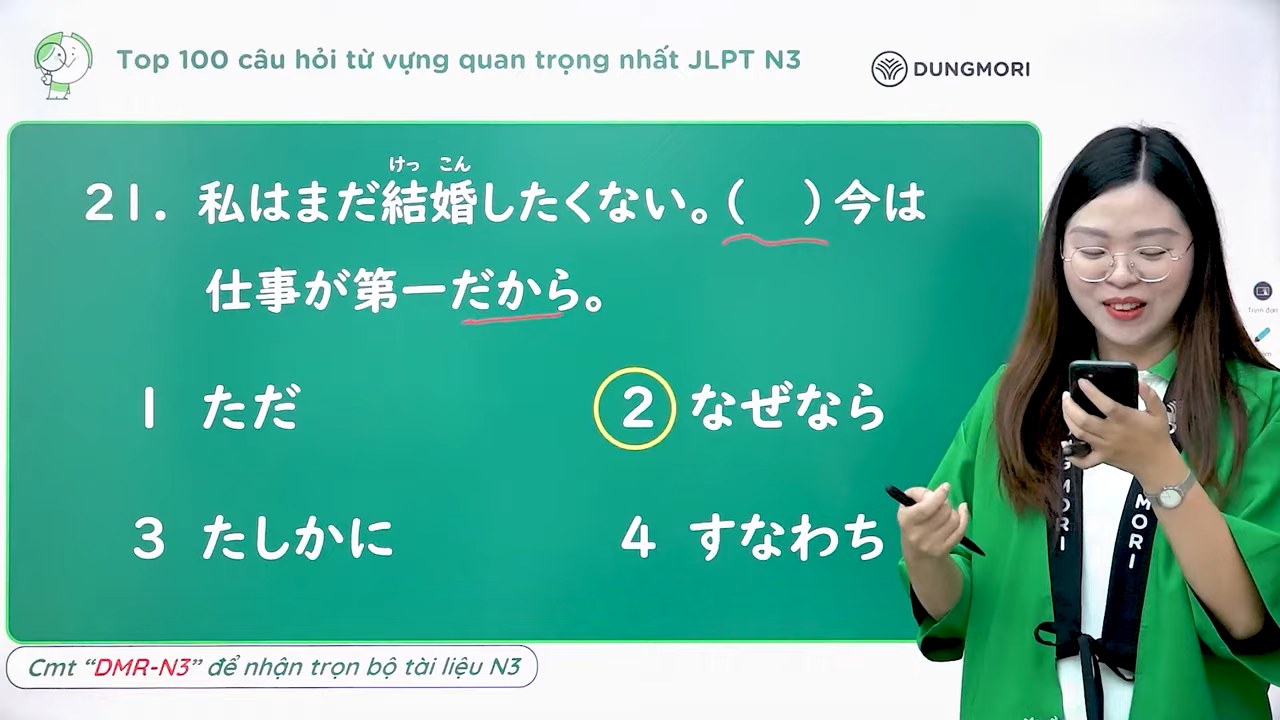 Top 100 câu hỏi từ vựng quan trọng nhất JLPT N3
DUNGMORI
けっ こん
21. 私はまだ結婚したくない。( )今は
仕事が第一だから。
1 ただ
2 なぜなら
3 たしかに
4 すなわち
Cmt “DMR-N3” để nhận trọn bộ tài liệu N3
Trình đơn
MORI